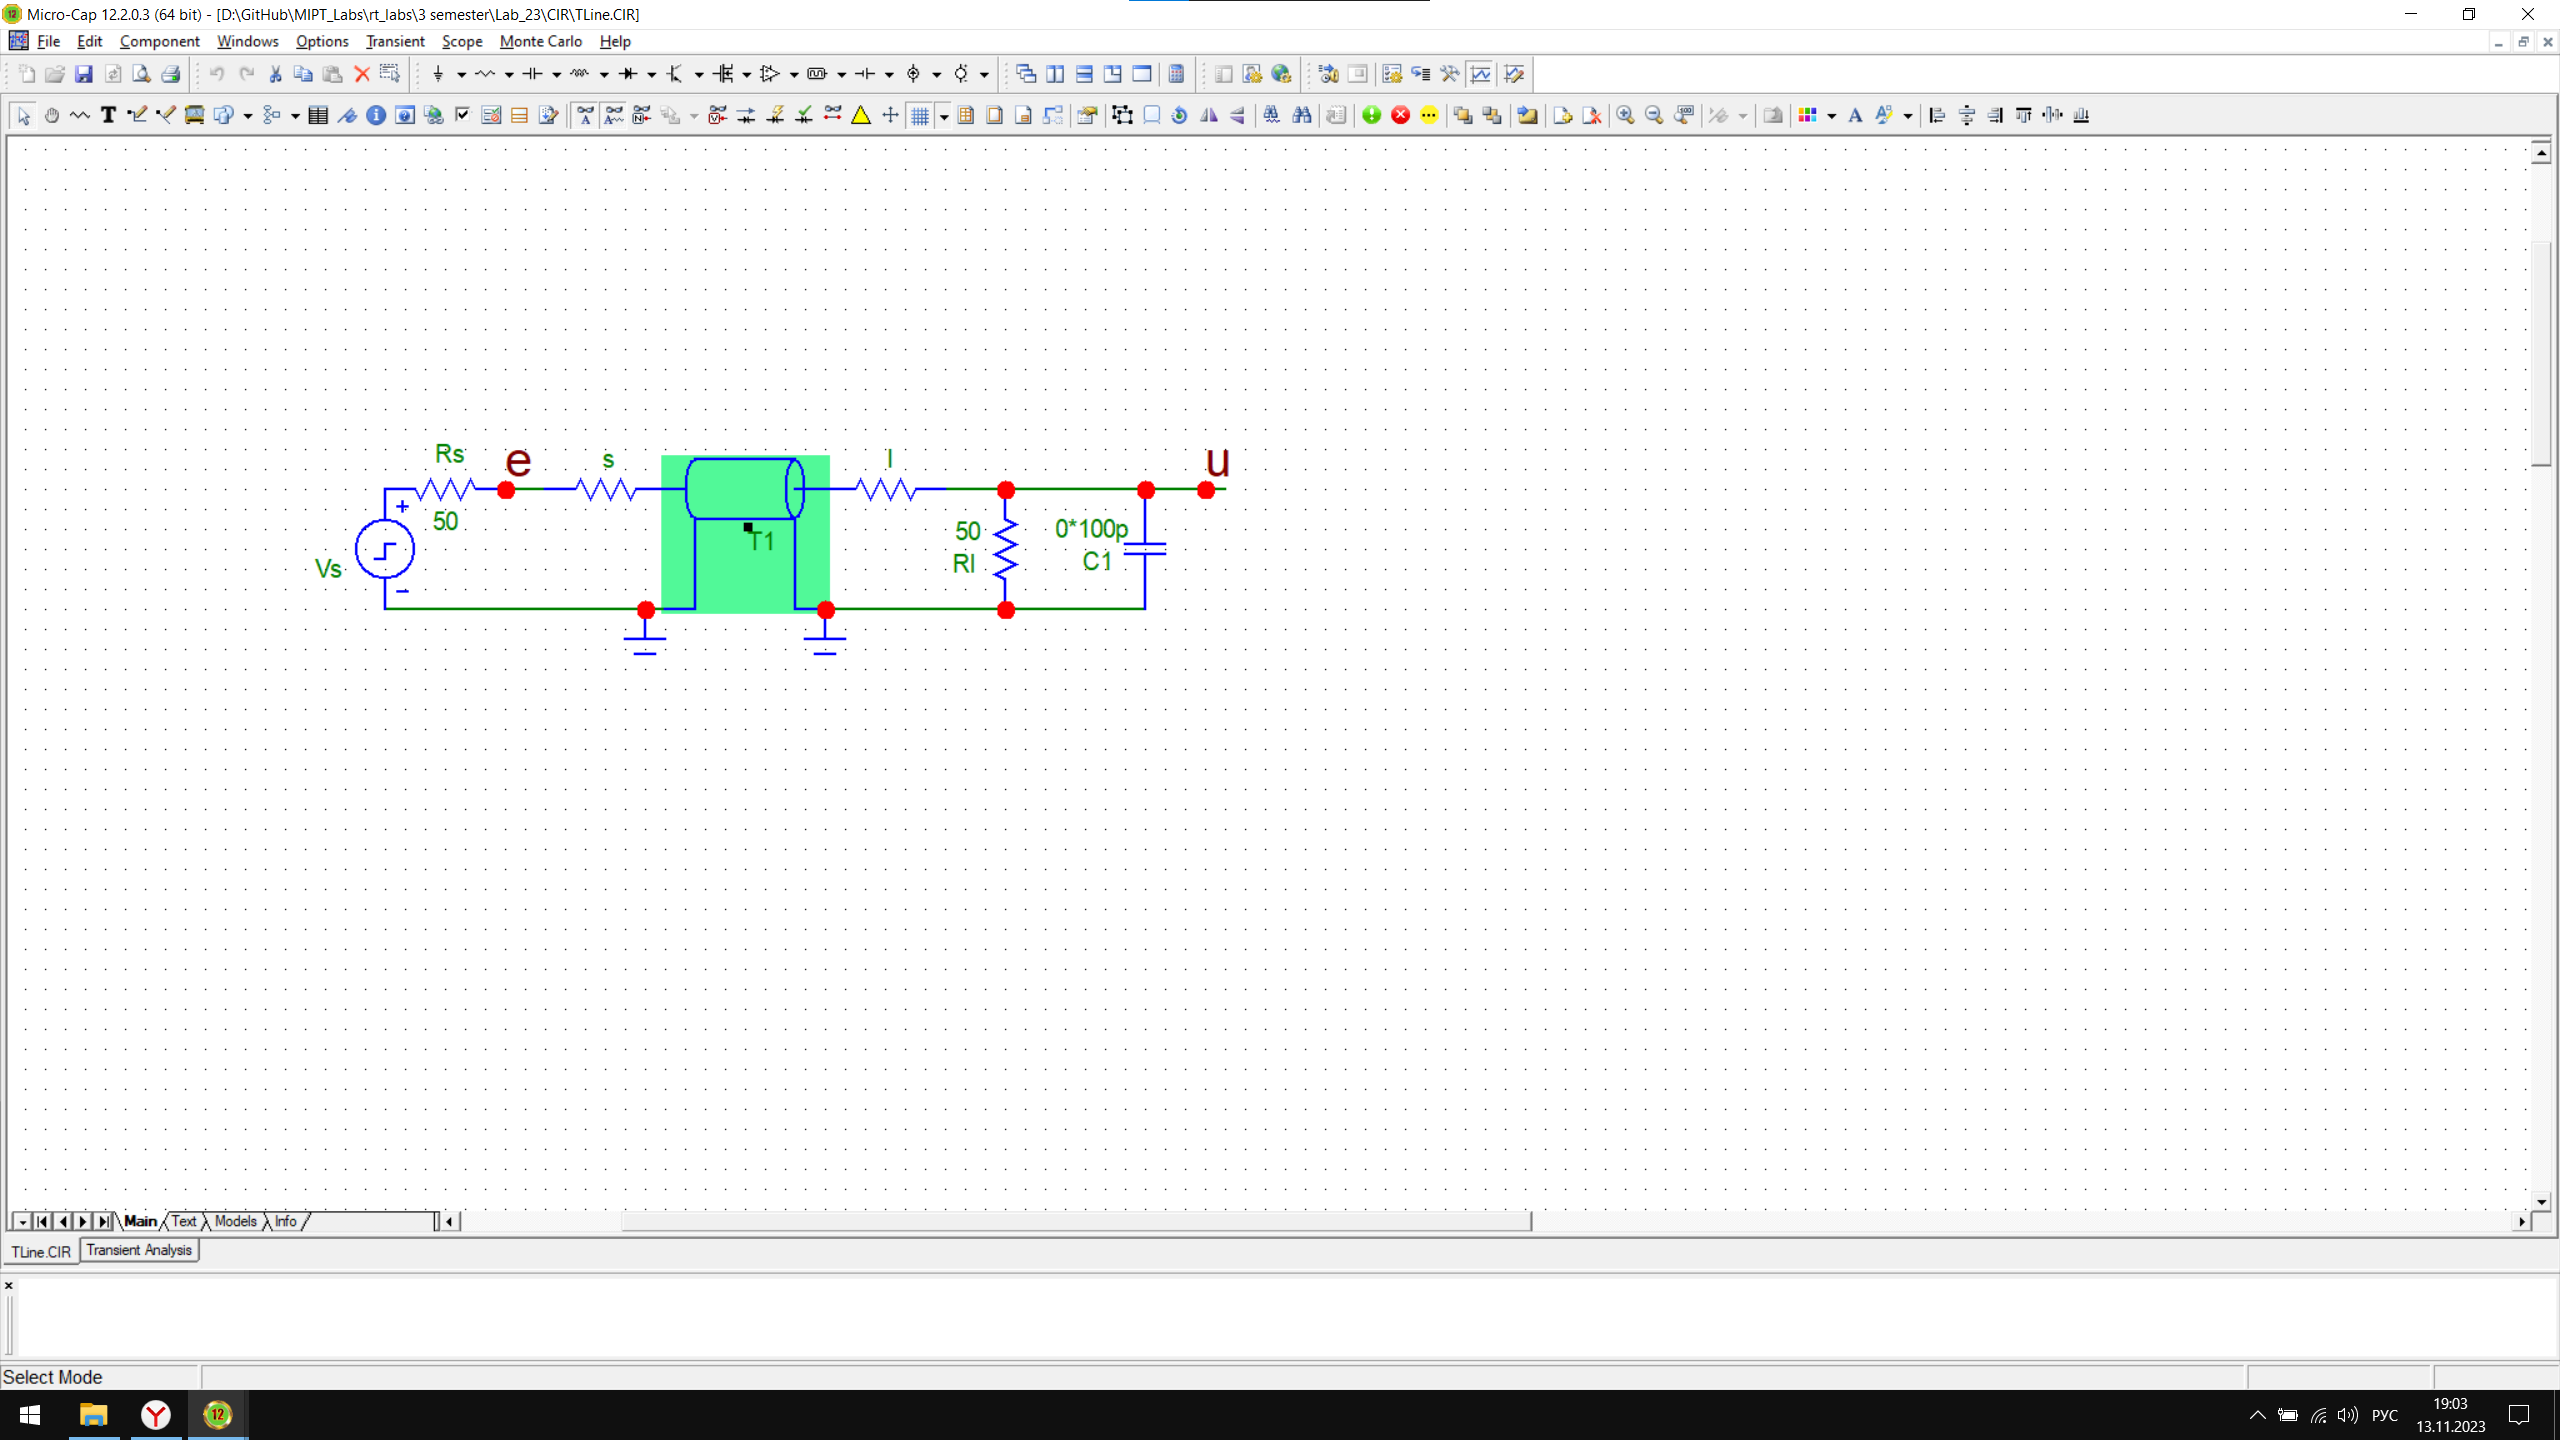 Micro-Cap 12.2.0.3 (64 bit) - [D:\GitHub\MIPT_Labs\rt_labs\3 semester\Lab_23\CIR\TLine.CIR]
File Edit Component Windows Options Transient Scope Monte Carlo Help
Rs
e
s
l
u
50
T1
50
Rl
0*100p
C1
Vs
Main Text Models Info
TLine.CIR Transient Analysis
Select Mode
РУС
19:03
13.11.2023